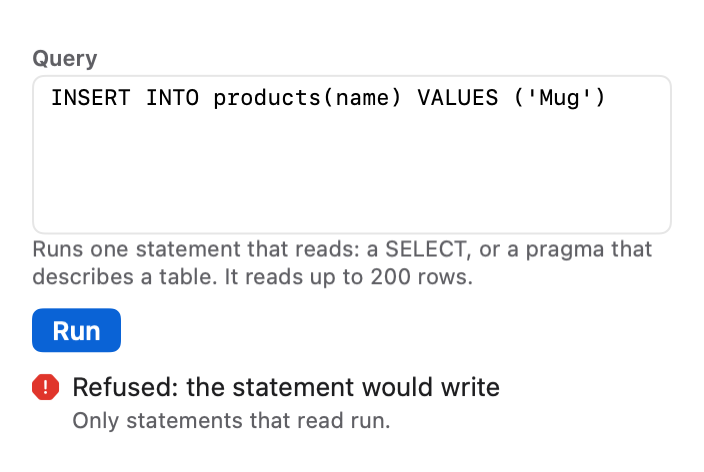 Query
INSERT INTO products(name) VALUES ('Mug')
Runs one statement that reads: a SELECT, or a pragma that
describes a table. It reads up to 200 rows.
Run
Refused: the statement would write
Only statements that read run.